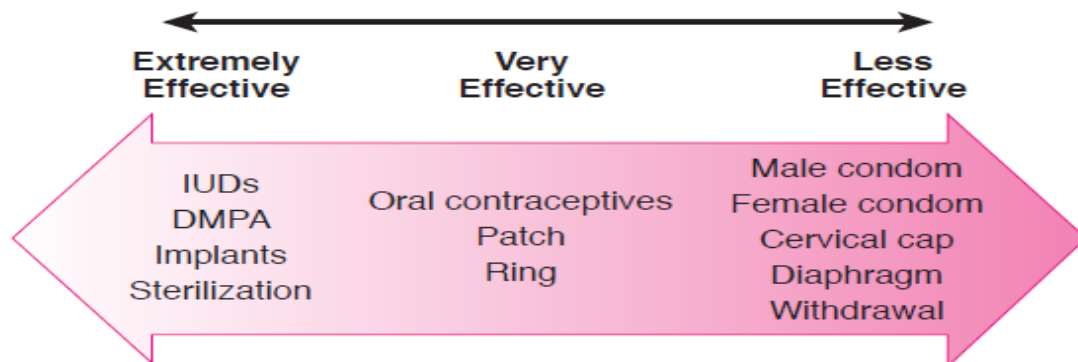 Extremely
Effective
Very
Effective
Less
Effective
IUDs
DMPA
Implants
Sterilization
Oral contraceptives
Patch
Ring
Male condom
Female condom
Cervical cap
Diaphragm
Withdrawal